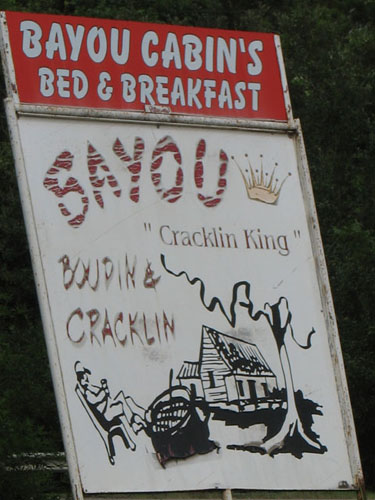 BAYOU CABIN'S
BED & BREAKFAST
BAYOU
"Cracklin King"
BOUDIN &
CRACKLIN